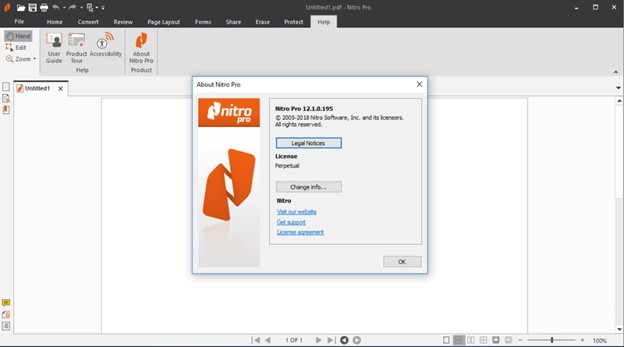 Untitled1.pdf - Nitro Pro
File Home Convert Review Page Layout Forms Share Erase Protect Help
Hand
Edit
Zoom
User Guide
Product Tour
Accessibility
About Nitro Pro
Help
Product
Untitled1
About Nitro Pro
nitro
pro
Nitro Pro 12.1.0.195
© 2005-2018 Nitro Software, Inc. and its licensors.
All rights reserved.
Legal Notices
License
Perpetual
Change info...
Nitro
Visit our website
Get support
License agreement
OK
1 OF 1
100%